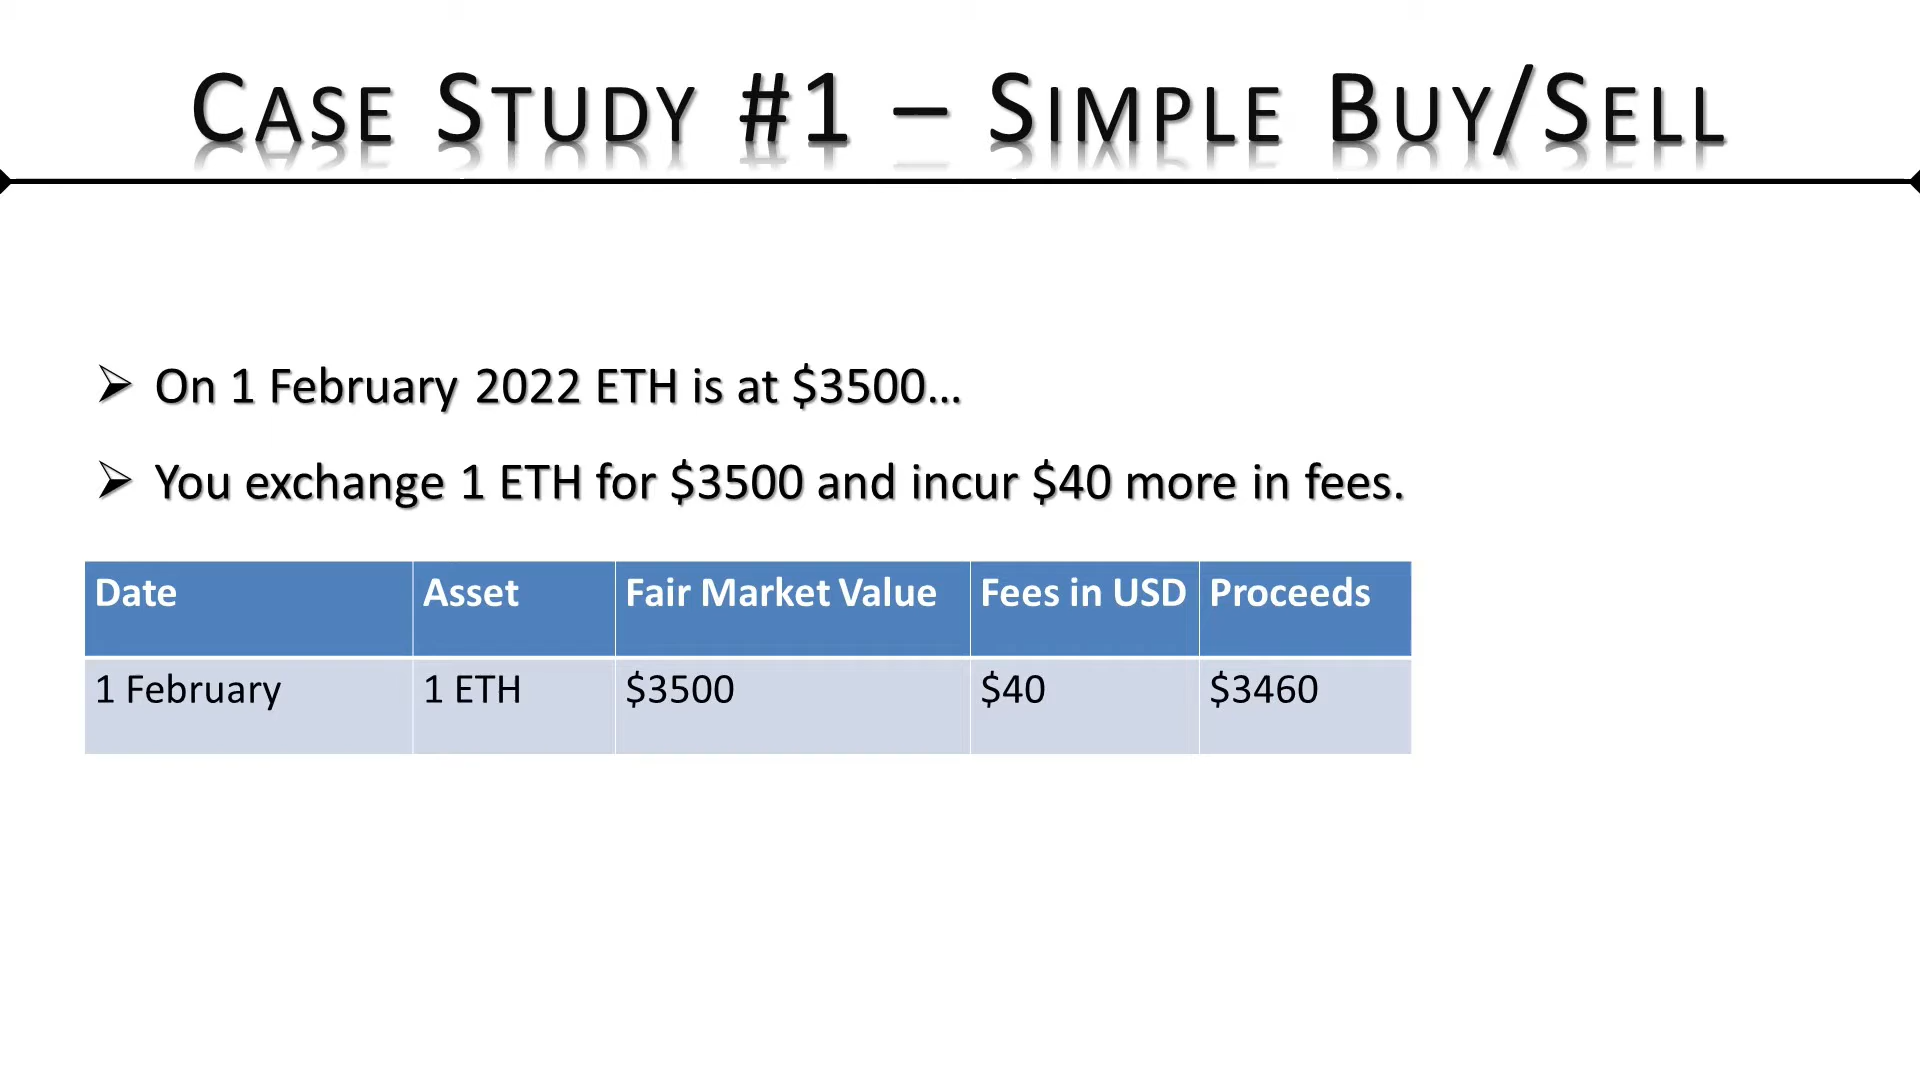 CASE STUDY #1 – SIMPLE BUY/SELL
➢ On 1 February 2022 ETH is at $3500…
➢ You exchange 1 ETH for $3500 and incur $40 more in fees.
Date Asset Fair Market Value Fees in USD Proceeds
1 February 1 ETH $3500 $40 $3460